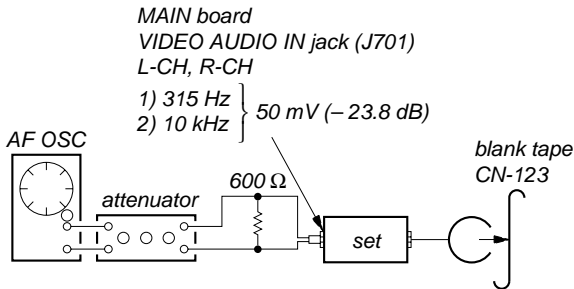 MAIN board
VIDEO AUDIO IN jack (J701)
L-CH, R-CH
1) 315 Hz
2) 10 kHz
50 mV (– 23.8 dB)
AF OSC
attenuator
600 Ω
set
blank tape
CN-123